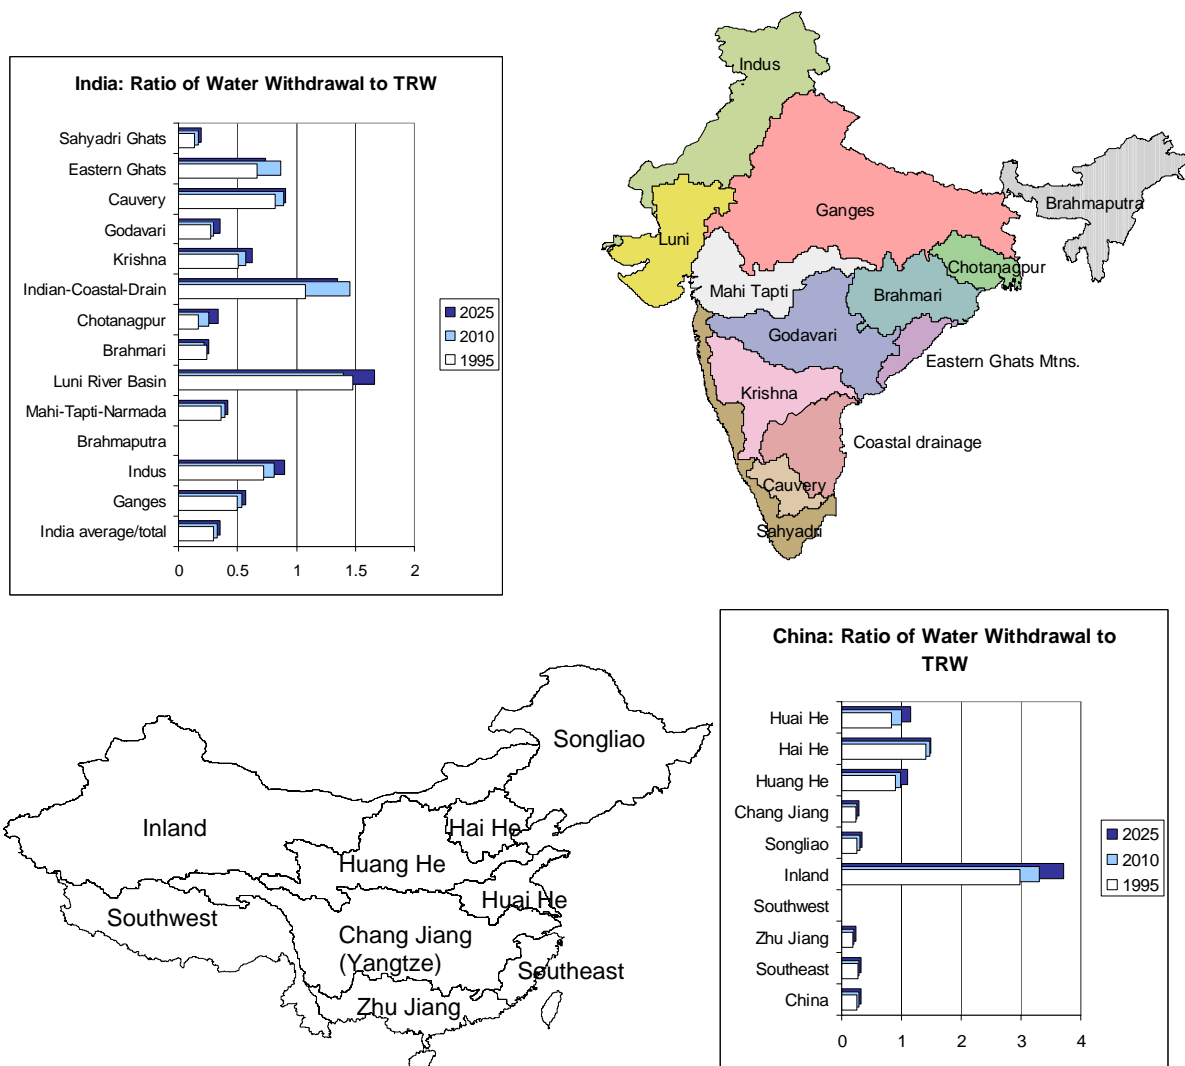 India: Ratio of Water Withdrawal to TRW
Sahyadri Ghats
Eastern Ghats
Cauvery
Godavari
Krishna
Indian-Coastal-Drain
Chotanagpur
Brahmari
Luni River Basin
Mahi-Tapti-Narmada
Brahmaputra
Indus
Ganges
India average/total
0 0.5 1 1.5 2
2025
2010
1995
Indus
Ganges
Brahmaputra
Luni
Chotanagpur
Mahi Tapti
Brahmari
Godavari
Eastern Ghats Mtns.
Krishna
Coastal drainage
Cauvery
Sahyadri
Songliao
Inland
Hai He
Huang He
Huai He
Southwest
Chang Jiang
(Yangtze)
Southeast
Zhu Jiang
China: Ratio of Water Withdrawal to
TRW
Huai He
Hai He
Huang He
Chang Jiang
Songliao
Inland
Southwest
Zhu Jiang
Southeast
China
0 1 2 3 4
2025
2010
1995